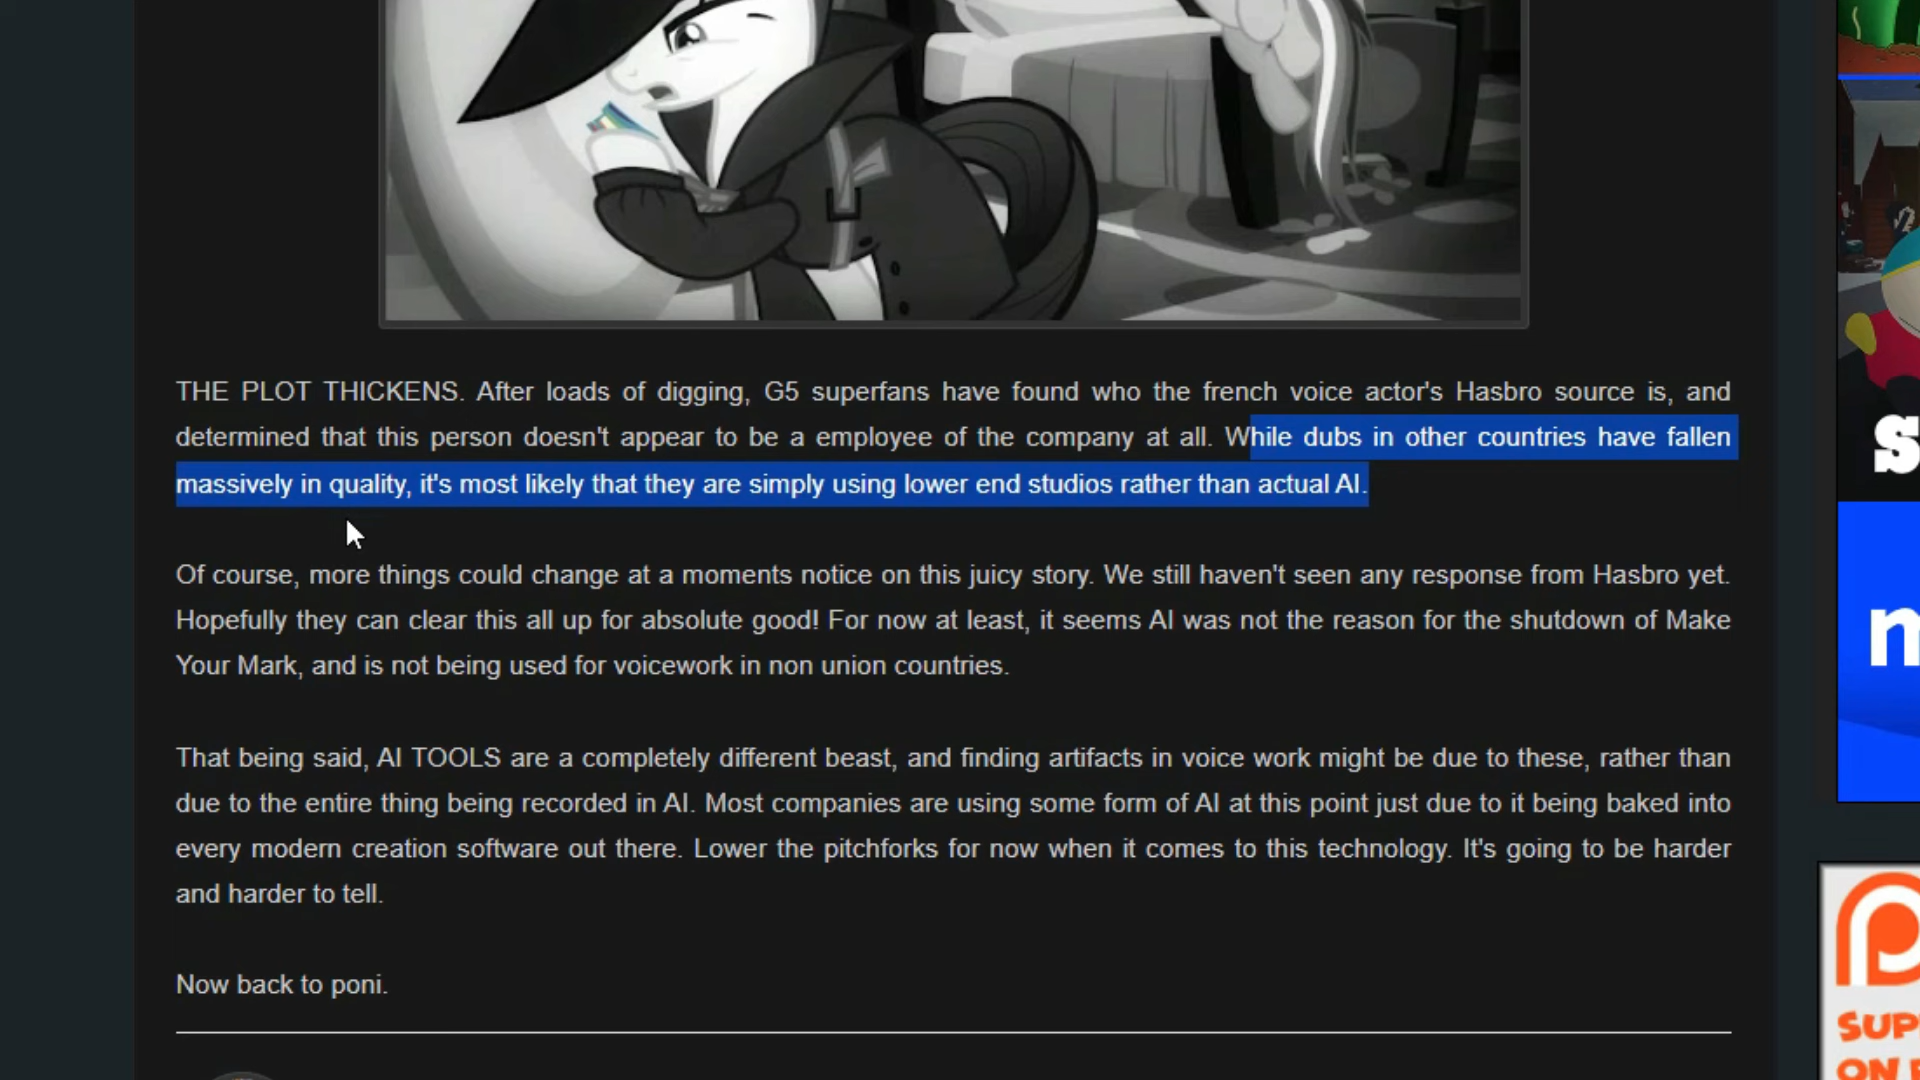 THE PLOT THICKENS. After loads of digging, G5 superfans have found who the french voice actor's Hasbro source is, and
determined that this person doesn't appear to be a employee of the company at all. While dubs in other countries have fallen
massively in quality, it's most likely that they are simply using lower end studios rather than actual AI.
Of course, more things could change at a moments notice on this juicy story. We still haven't seen any response from Hasbro yet.
Hopefully they can clear this all up for absolute good! For now at least, it seems AI was not the reason for the shutdown of Make
Your Mark, and is not being used for voicework in non union countries.
That being said, AI TOOLS are a completely different beast, and finding artifacts in voice work might be due to these, rather than
due to the entire thing being recorded in AI. Most companies are using some form of AI at this point just due to it being baked into
every modern creation software out there. Lower the pitchforks for now when it comes to this technology. It's going to be harder
and harder to tell.
Now back to poni.